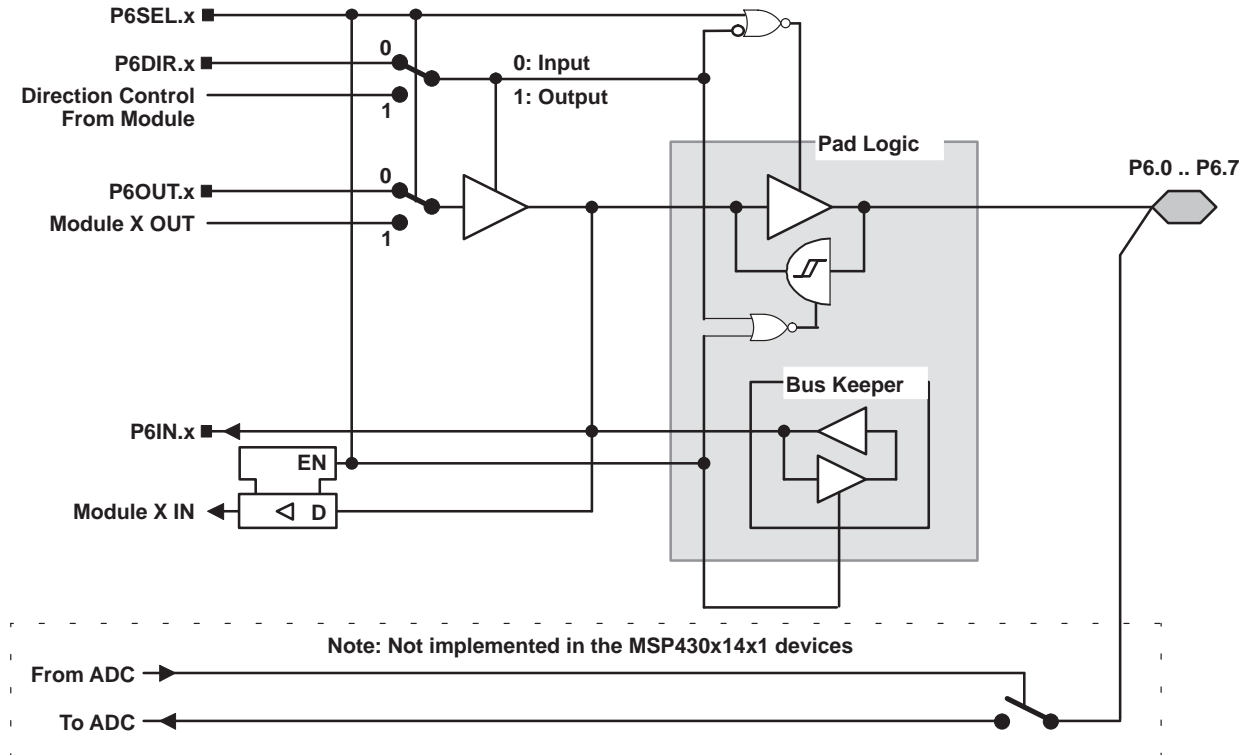 P6SEL.x
P6DIR.x
0
0: Input
Direction Control
From Module
1
1: Output
Pad Logic
P6.0 .. P6.7
P6OUT.x
0
Module X OUT
1
Bus Keeper
P6IN.x
EN
Module X IN
D
Note: Not implemented in the MSP430x14x1 devices
From ADC
To ADC